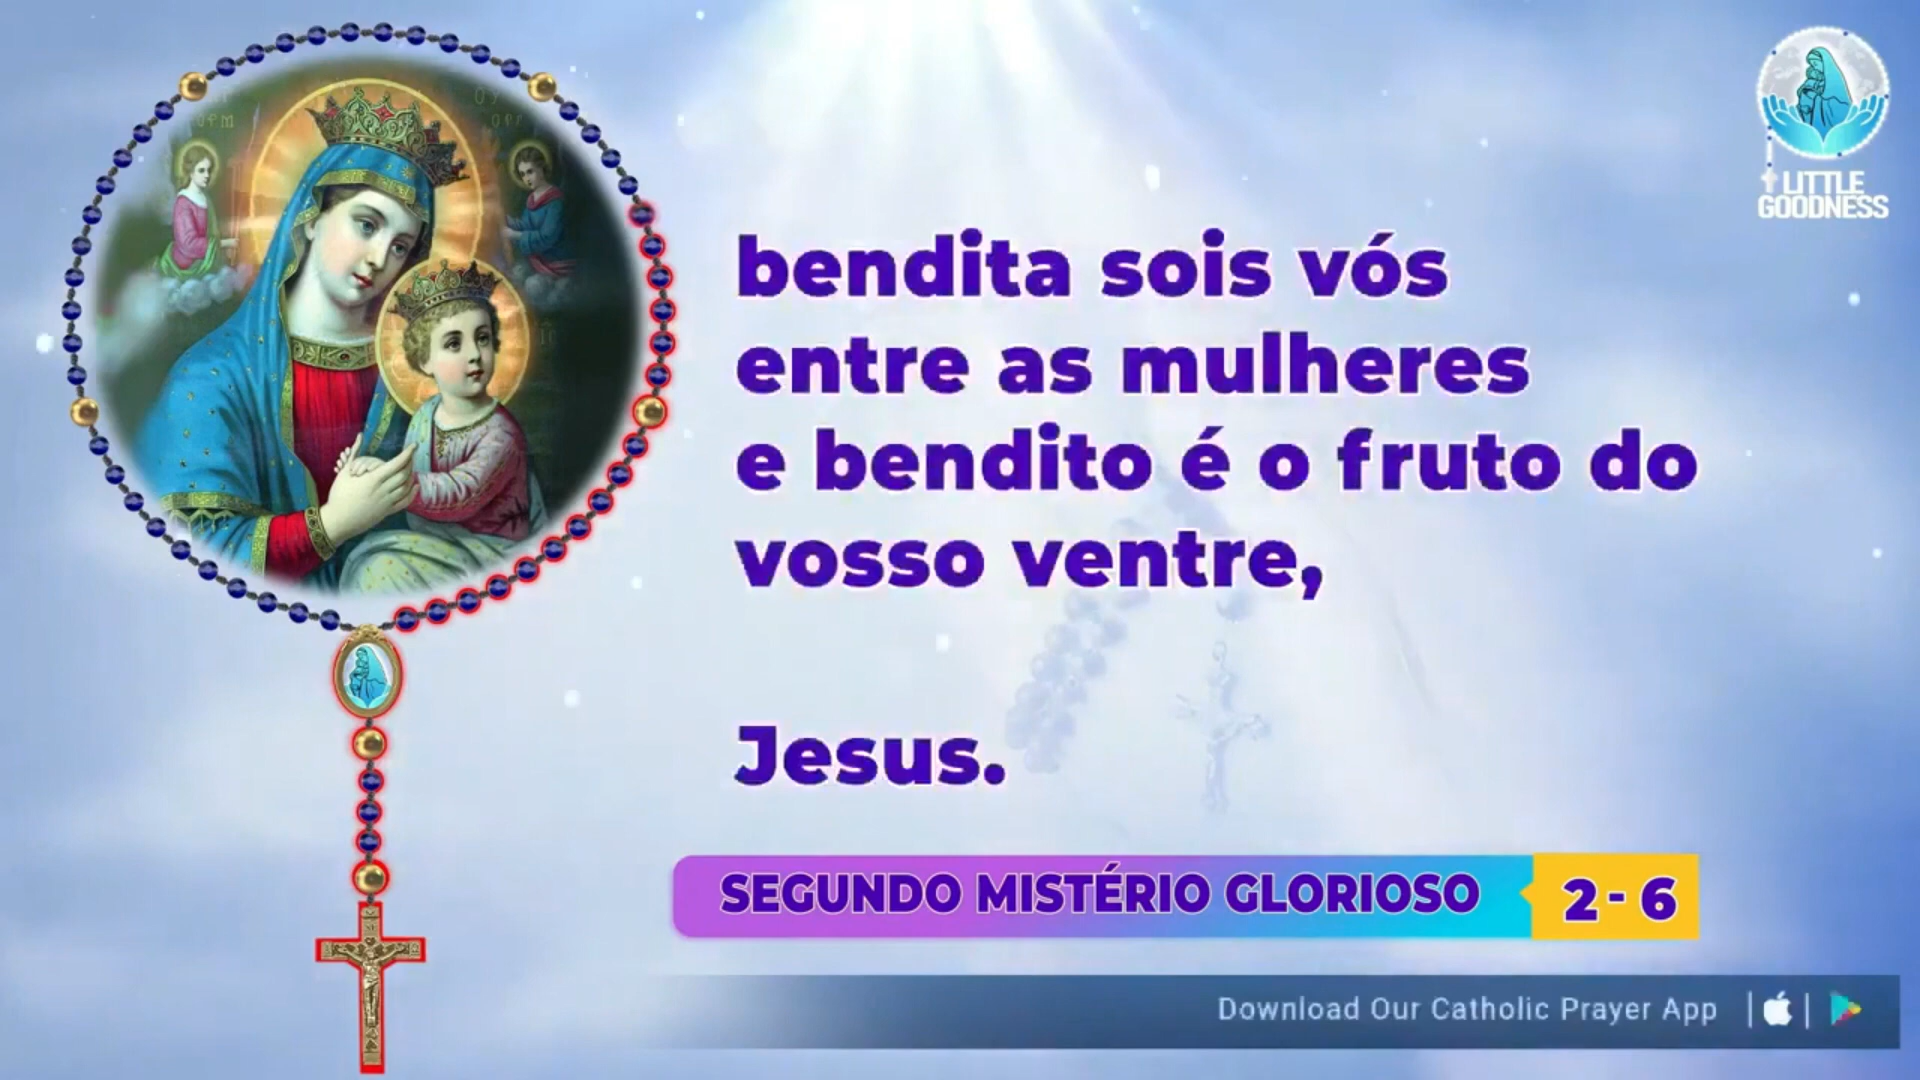 LITTLE
GOODNESS
bendita sois vós
entre as mulheres
e bendito é o fruto do
vosso ventre,
Jesus.
SEGUNDO MISTÉRIO GLORIOSO
2 - 6
Download Our Catholic Prayer App